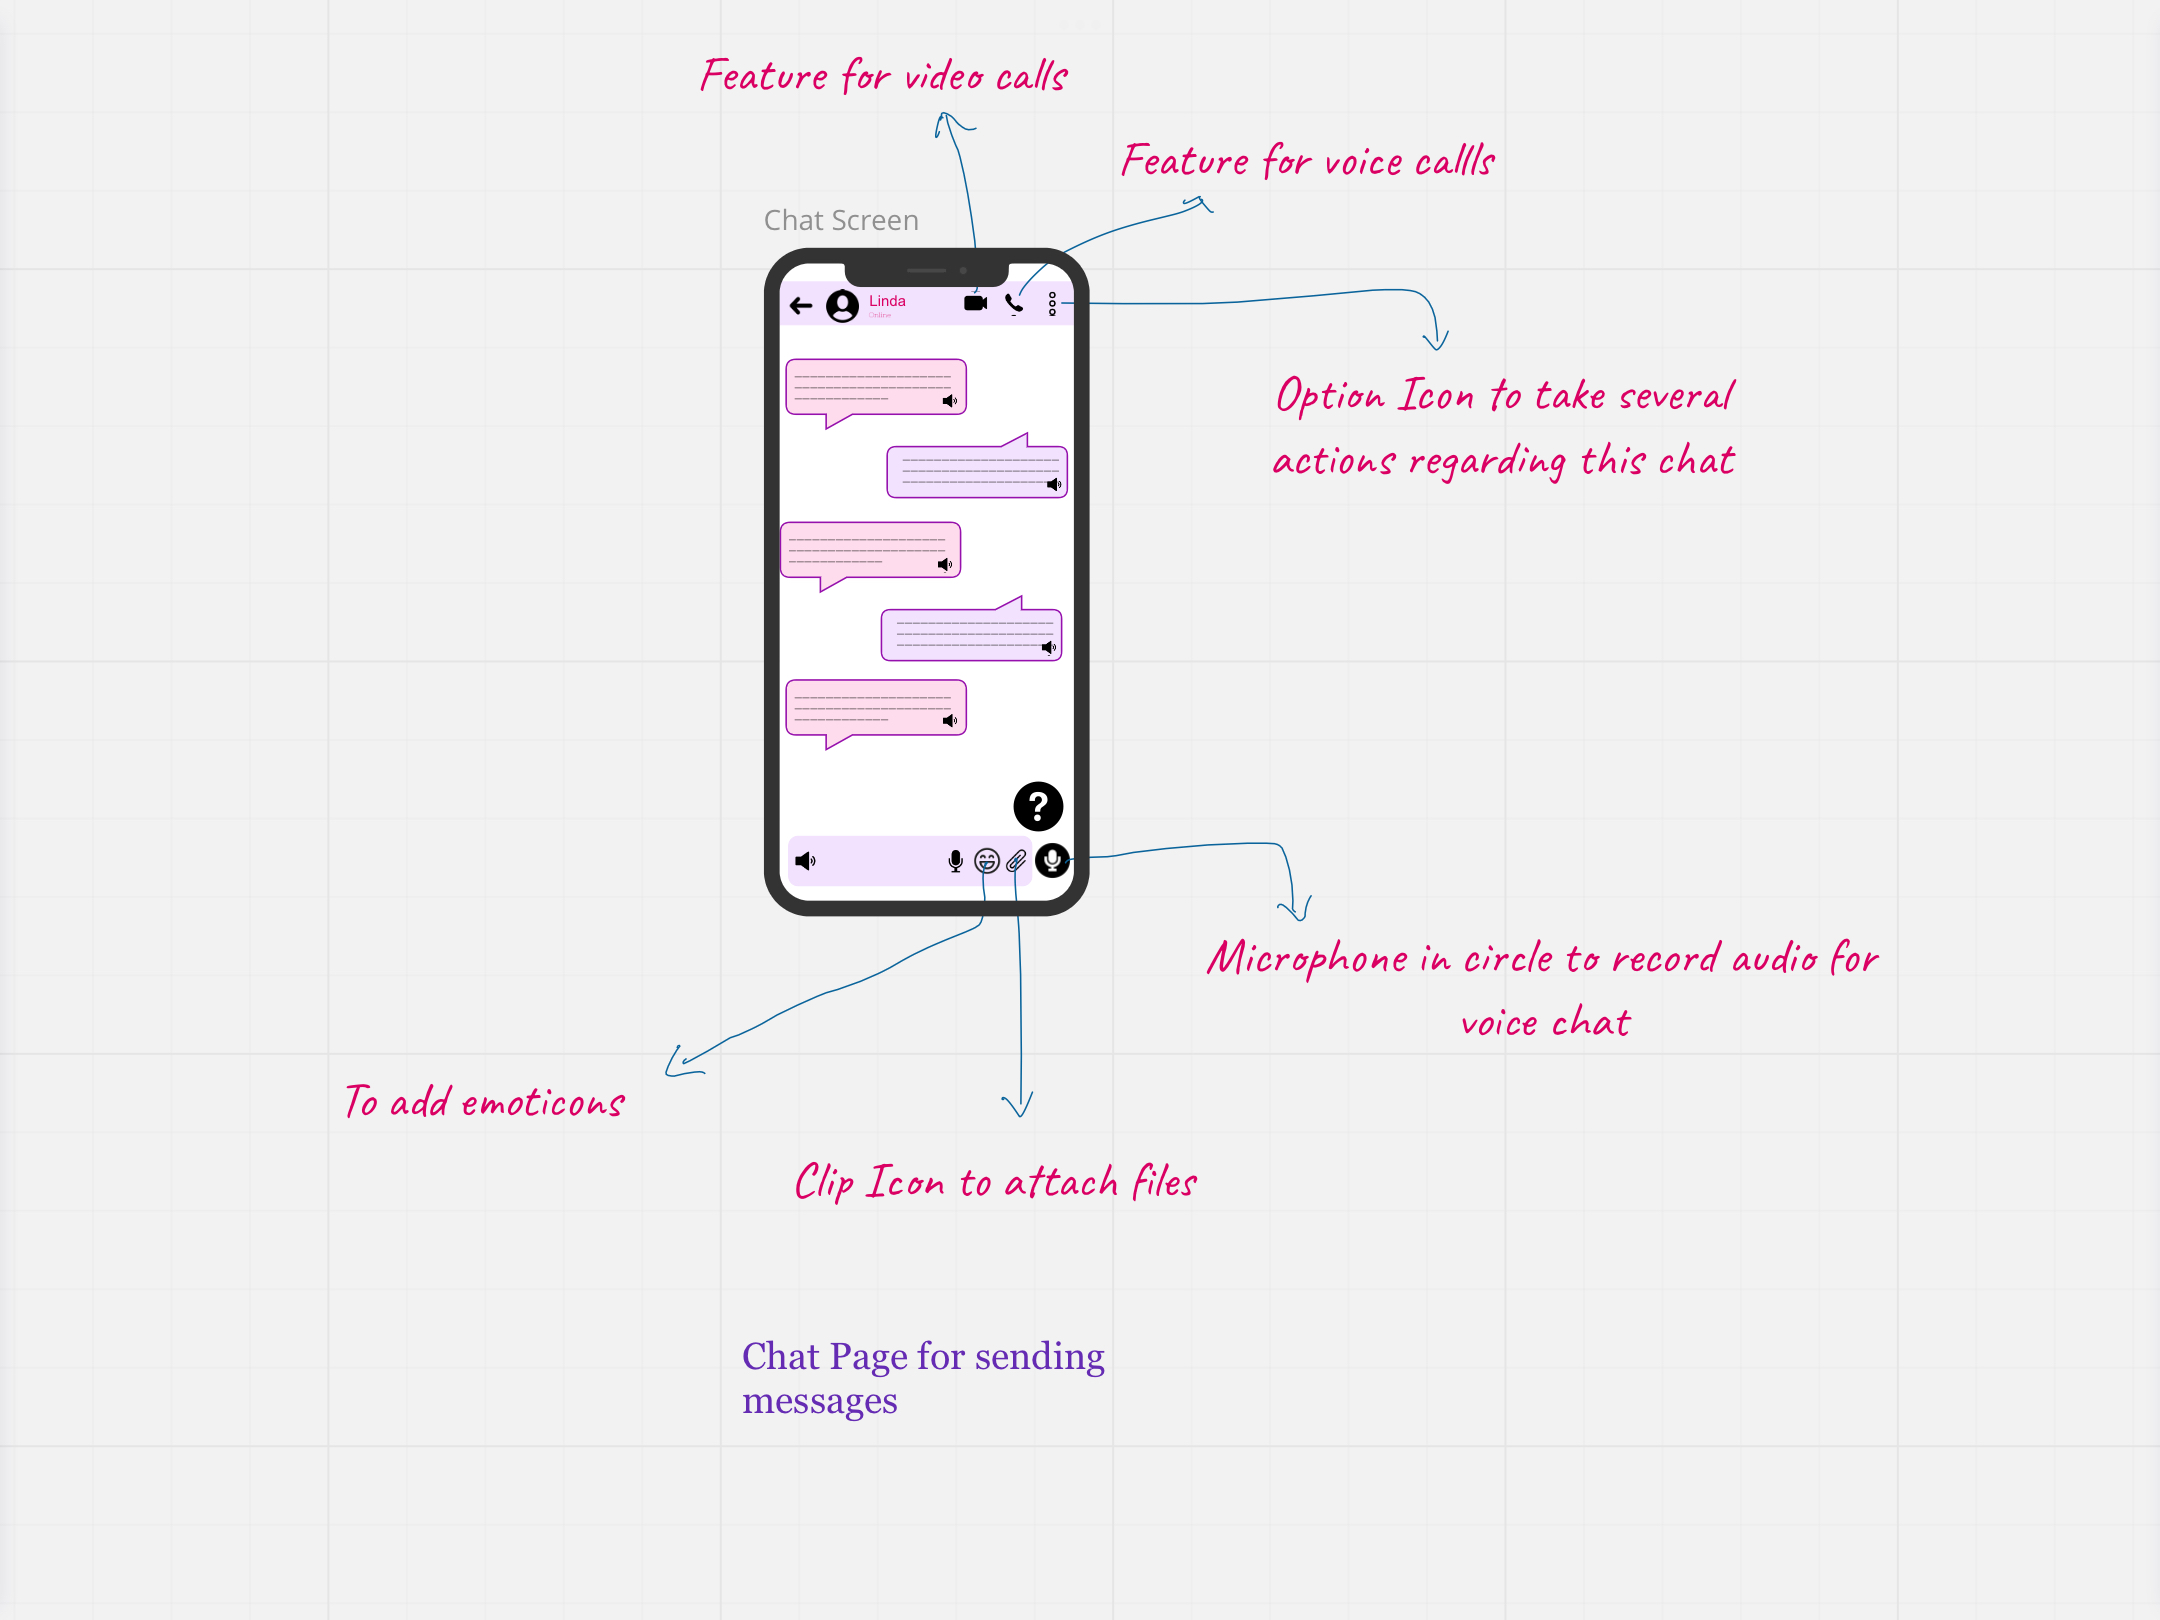 Feature for video calls
Feature for voice callls
Chat Screen
Linda
Online
Option Icon to take several
actions regarding this chat
?
Microphone in circle to record audio for
voice chat
To add emoticons
Clip Icon to attach files
Chat Page for sending
messages